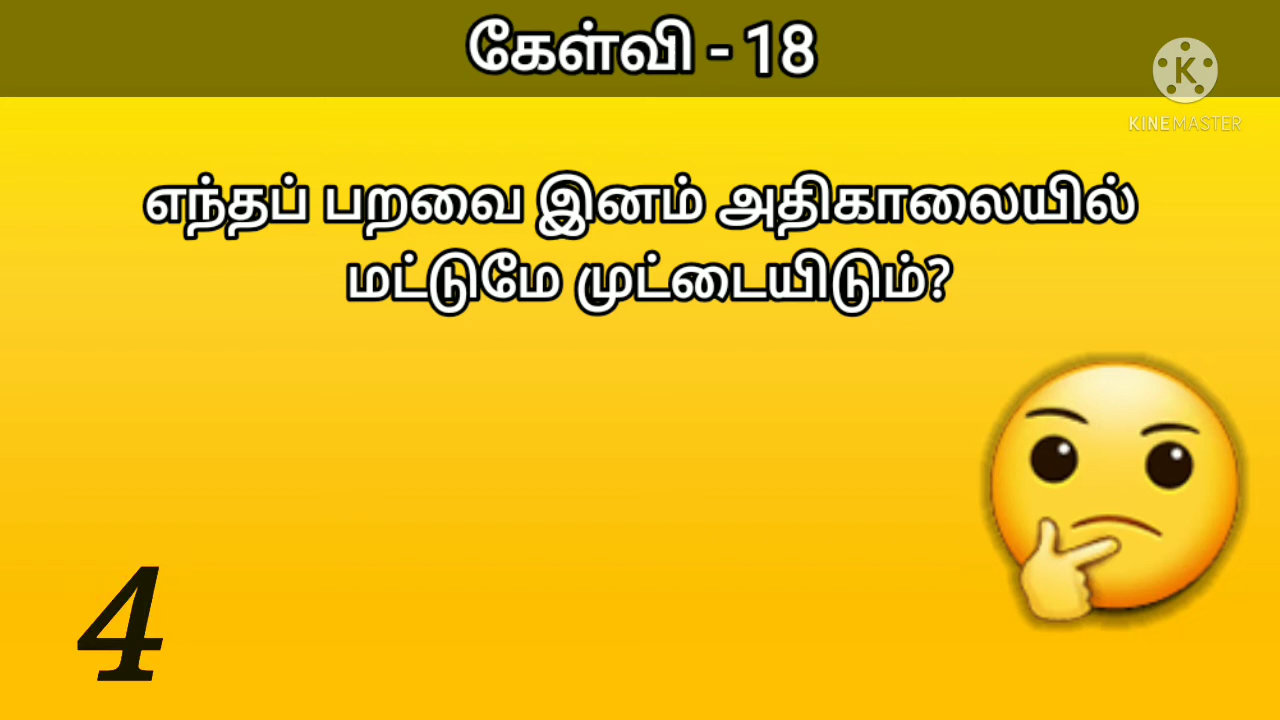 கேள்வி - 18
K
KINEMASTER
எந்தப் பறவை இனம் அதிகாலையில்
மட்டுமே முட்டையிடும்?
4